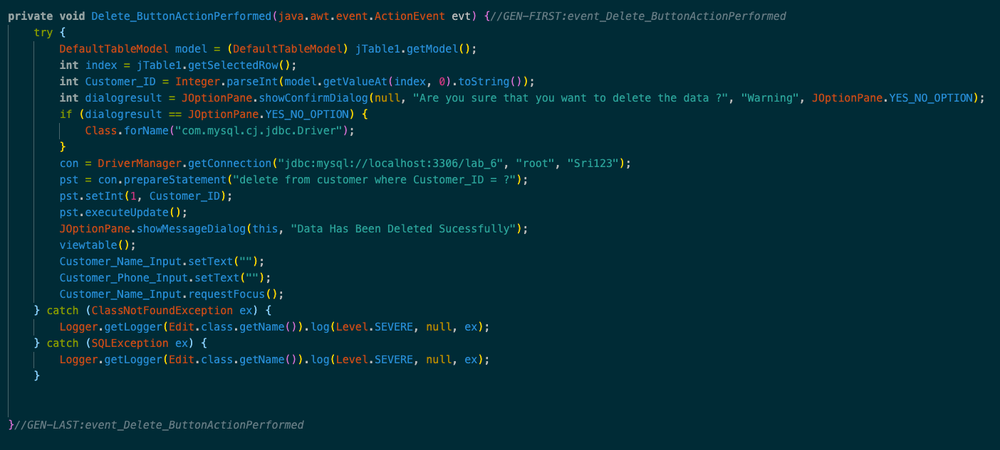 private void Delete_ButtonActionPerformed(java.awt.event.ActionEvent evt) {//GEN-FIRST:event_Delete_ButtonActionPerformed
    try {
        DefaultTableModel model = (DefaultTableModel) jTable1.getModel();
        int index = jTable1.getSelectedRow();
        int Customer_ID = Integer.parseInt(model.getValueAt(index, 0).toString());
        int dialogresult = JOptionPane.showConfirmDialog(null, "Are you sure that you want to delete the data ?", "Warning", JOptionPane.YES_NO_OPTION);
        if (dialogresult == JOptionPane.YES_NO_OPTION) {
            Class.forName("com.mysql.cj.jdbc.Driver");
        }
        con = DriverManager.getConnection("jdbc:mysql://localhost:3306/lab_6", "root", "Sri123");
        pst = con.prepareStatement("delete from customer where Customer_ID = ?");
        pst.setInt(1, Customer_ID);
        pst.executeUpdate();
        JOptionPane.showMessageDialog(this, "Data Has Been Deleted Sucessfully");
        viewtable();
        Customer_Name_Input.setText("");
        Customer_Phone_Input.setText("");
        Customer_Name_Input.requestFocus();
    } catch (ClassNotFoundException ex) {
        Logger.getLogger(Edit.class.getName()).log(Level.SEVERE, null, ex);
    } catch (SQLException ex) {
        Logger.getLogger(Edit.class.getName()).log(Level.SEVERE, null, ex);
    }
}//GEN-LAST:event_Delete_ButtonActionPerformed